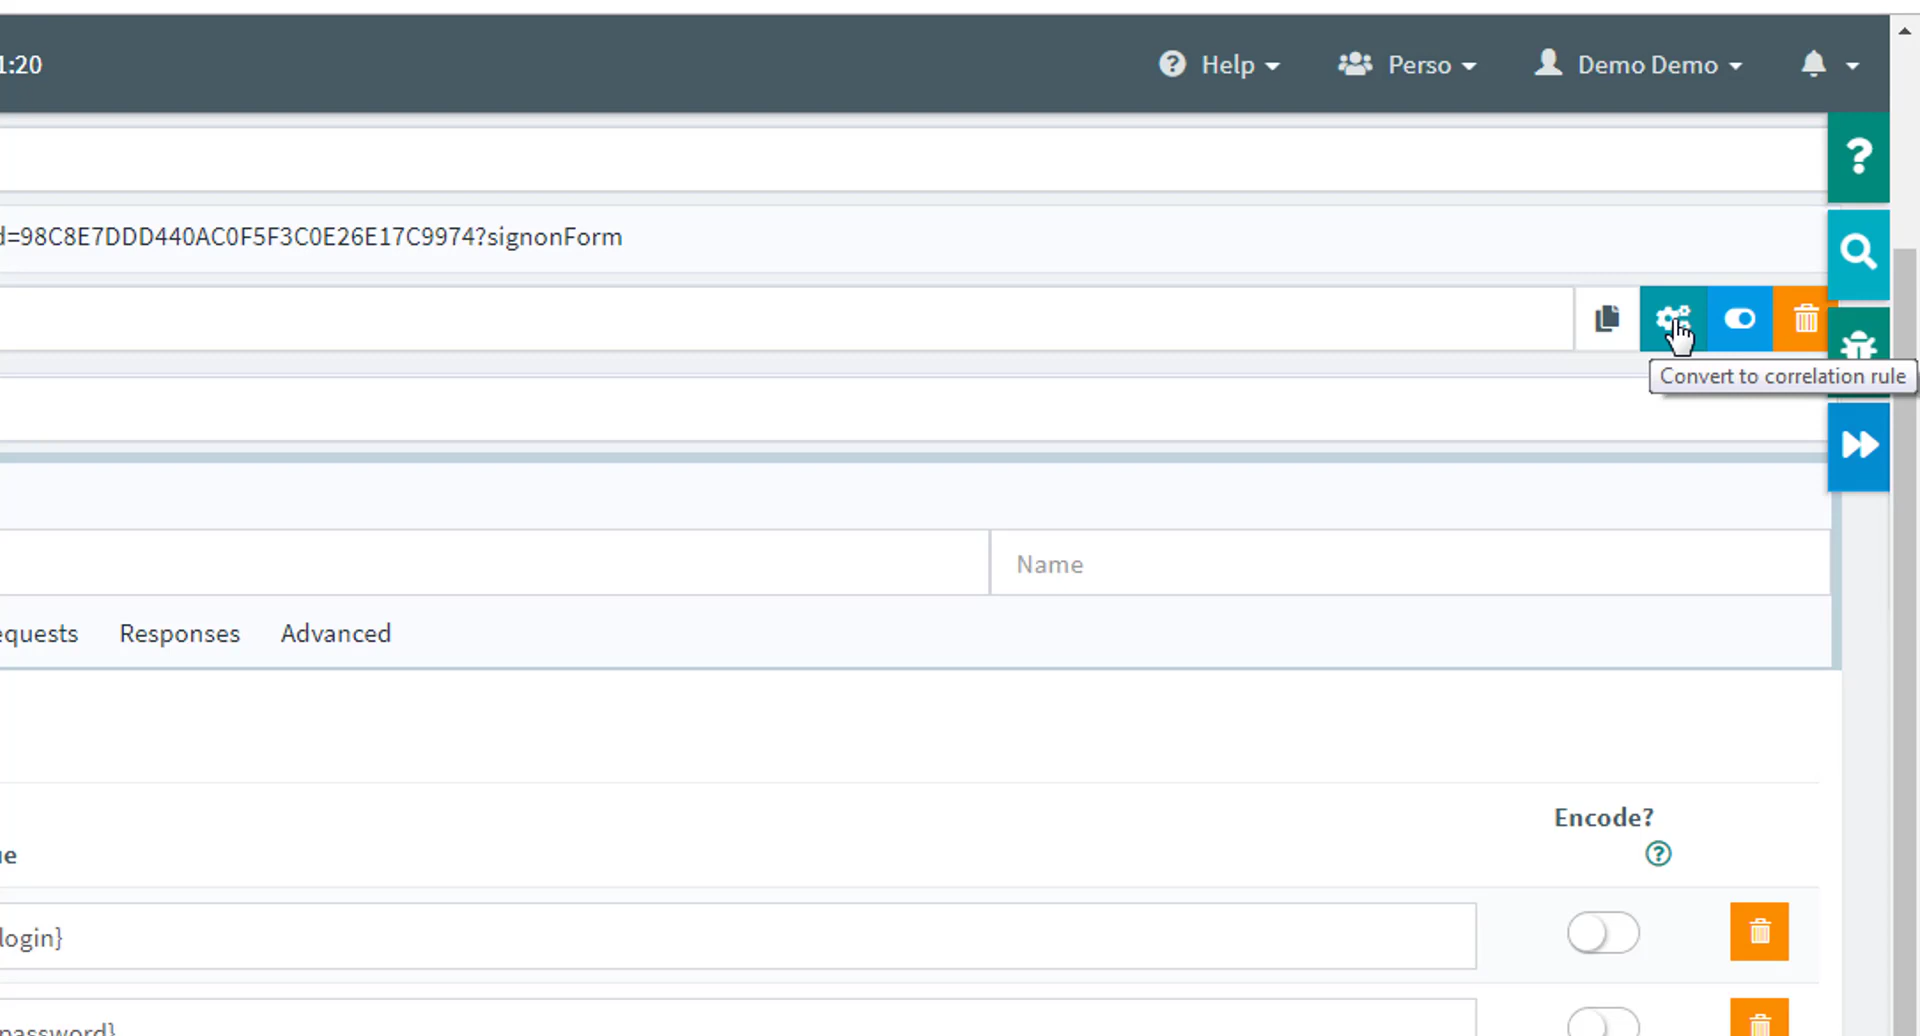 1:20
Help
Perso
Demo Demo
d=98C8E7DDD440AC0F5F3C0E26E17C9974?signonForm
Convert to correlation rule
Name
equests
Responses
Advanced
Encode?
ue
login}
password}